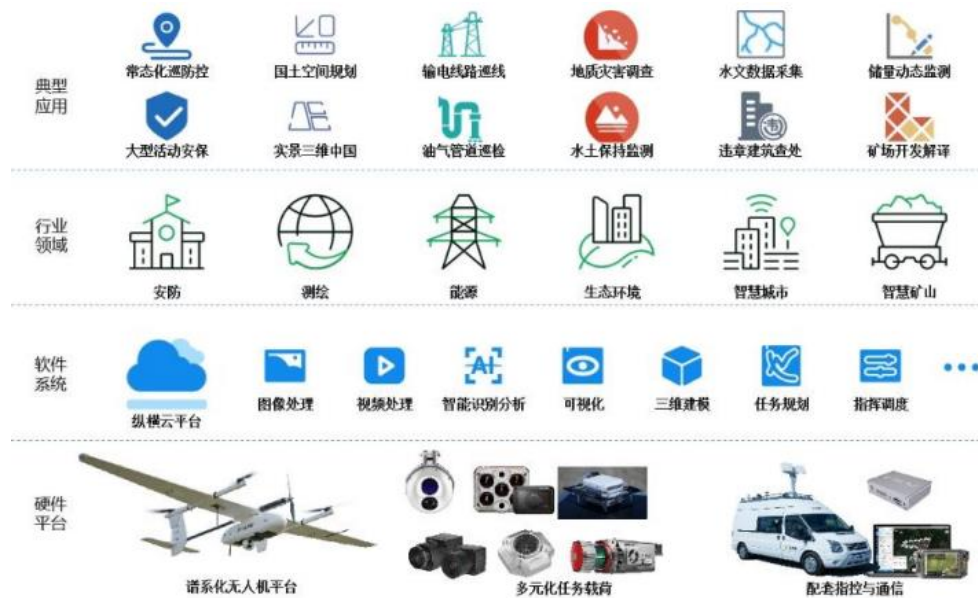 典型
应用
常态化巡防控
国土空间规划
输电线路巡线
地质灾害调查
水文数据采集
储量动态监测
大型活动安保
实景三维中国
油气管道巡检
水土保持监测
违章建筑查处
矿场开发解译
行业
领域
安防
测绘
能源
生态环境
智慧城市
智慧矿山
软件
系统
AI
纵横云平台
图像处理
视频处理
智能识别分析
可视化
三维建模
任务规划
指挥调度
硬件
平台
谱系化无人机平台
多元化任务载荷
配套指控与通信